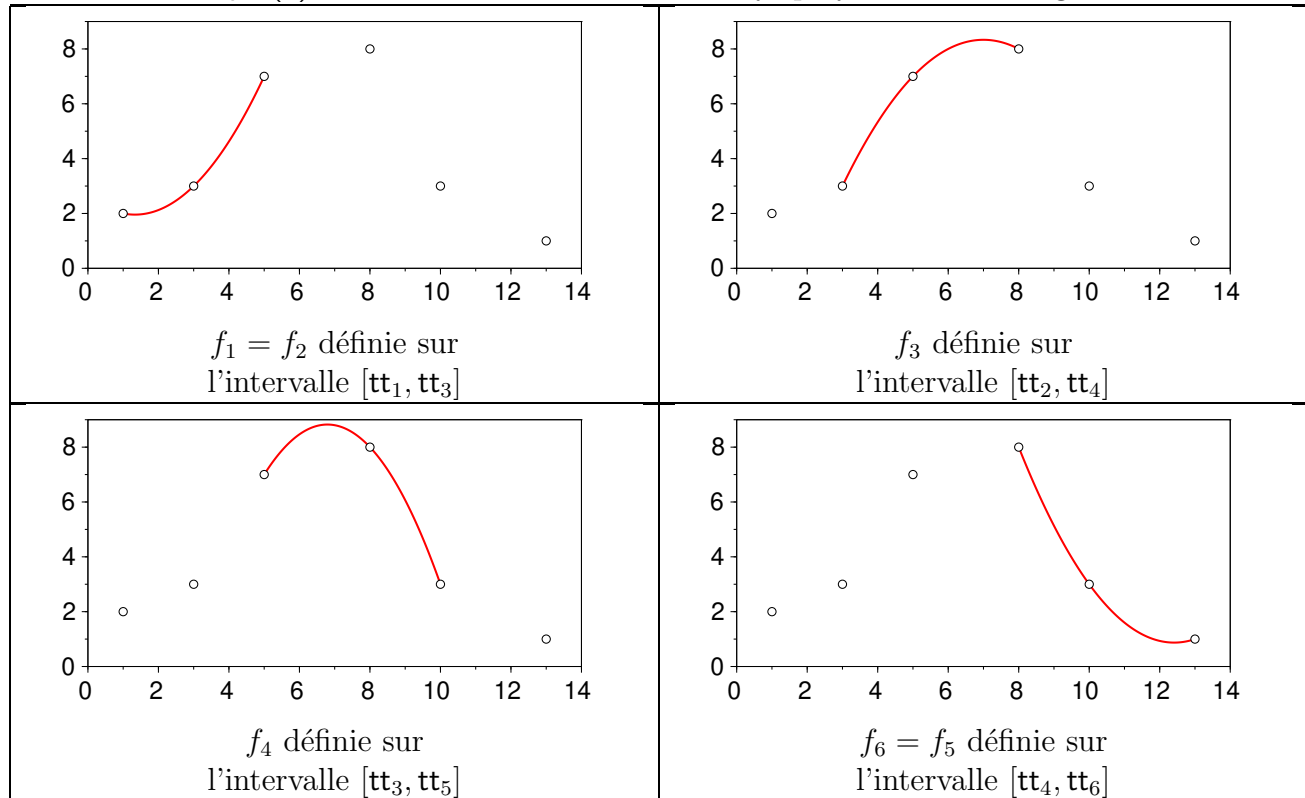 8
6
4
2
0
0 2 4 6 8 10 12 14
f₁ = f₂ définie sur
l'intervalle [tt₁, tt₃]
8
6
4
2
0
0 2 4 6 8 10 12 14
f₃ définie sur
l'intervalle [tt₂, tt₄]
8
6
4
2
0
0 2 4 6 8 10 12 14
f₄ définie sur
l'intervalle [tt₃, tt₅]
8
6
4
2
0
0 2 4 6 8 10 12 14
f₆ = f₅ définie sur
l'intervalle [tt₄, tt₆]